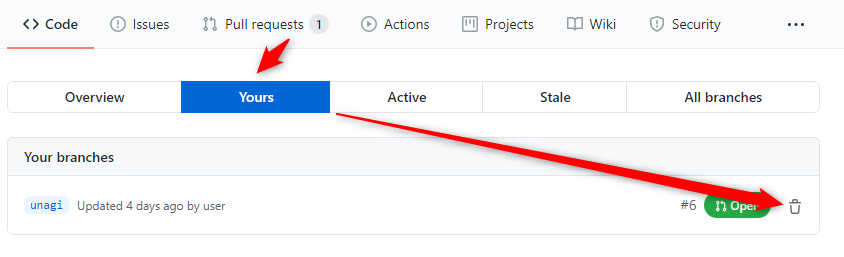 Code Issues Pull requests 1 Actions Projects Wiki Security ...
Overview Yours Active Stale All branches
Your branches
unagi Updated 4 days ago by user #6 Open